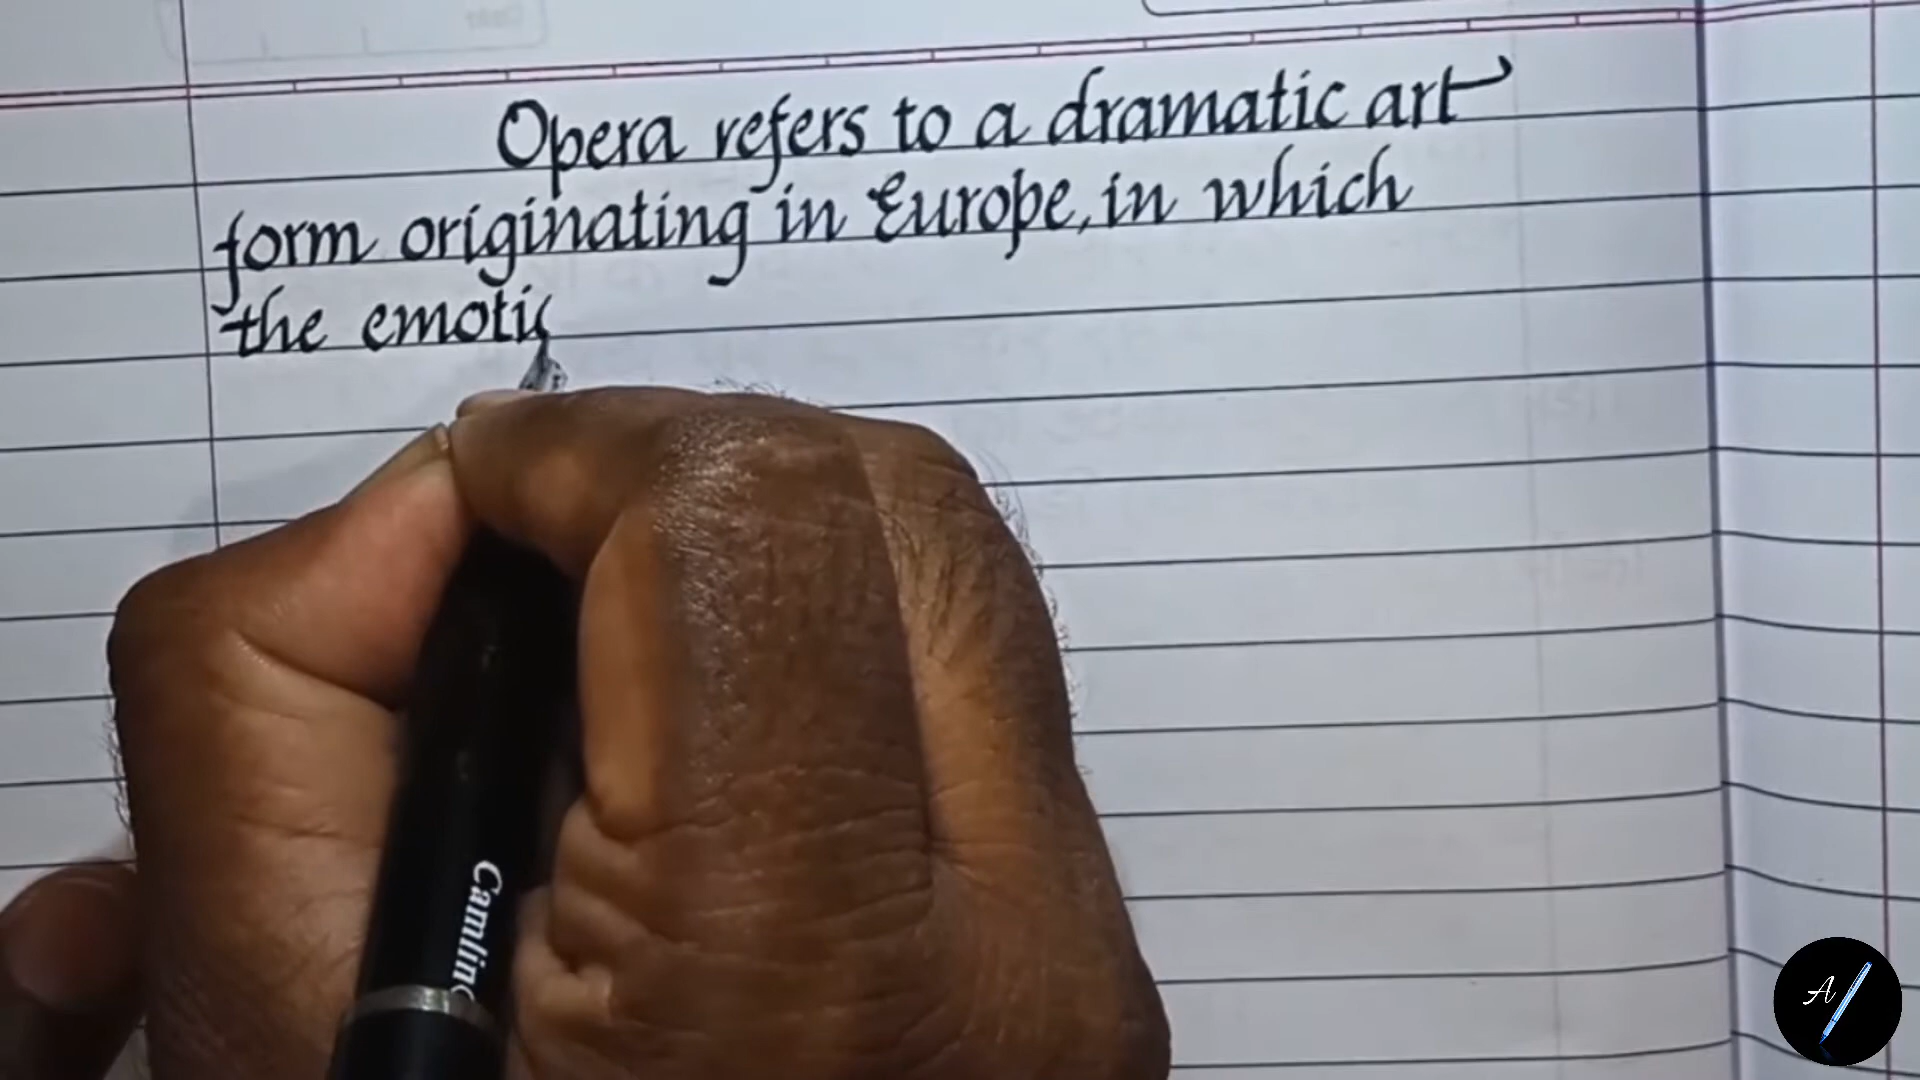 Opera refers to a dramatic art
form originating in Europe, in which
the emoti
Camlin
A